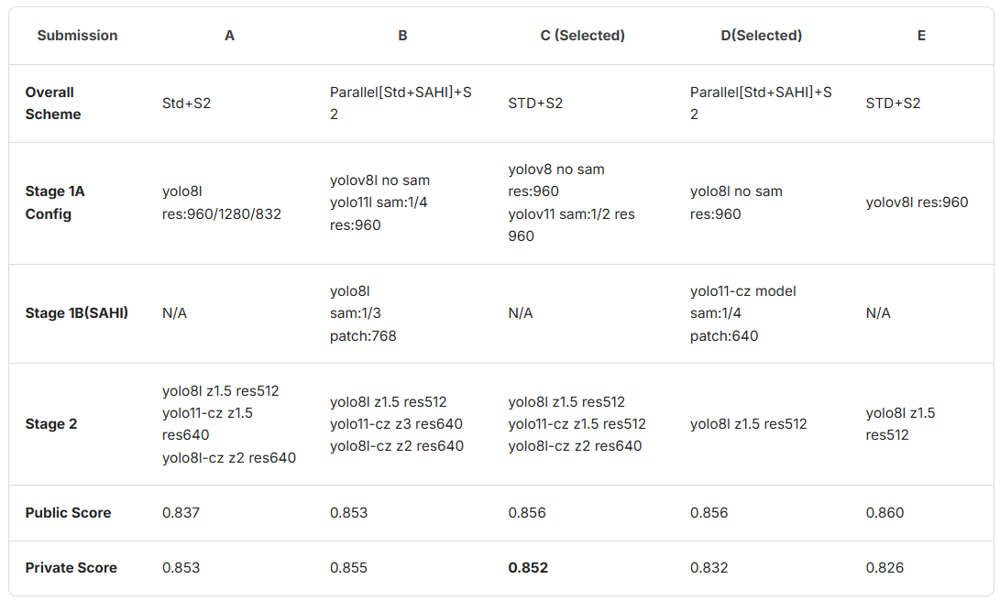 Submission A B C (Selected) D(Selected) E
Overall
Scheme
Std+S2
Parallel[Std+SAHI]+S
2
STD+S2
Parallel[Std+SAHI]+S
2
STD+S2
Stage 1A
Config
yolo8l
res:960/1280/832
yolov8l no sam
yolo11l sam:1/4
res:960
yolov8 no sam
res:960
yolov11 sam:1/2 res
960
yolo8l no sam
res:960
yolov8l res:960
Stage 1B(SAHI)
N/A
yolo8l
sam:1/3
patch:768
N/A
yolo11-cz model
sam:1/4
patch:640
N/A
Stage 2
yolo8l z1.5 res512
yolo11-cz z1.5
res640
yolo8l-cz z2 res640
yolo8l z1.5 res512
yolo11-cz z3 res640
yolo8l-cz z2 res640
yolo8l z1.5 res512
yolo11-cz z1.5 res512
yolo8l-cz z2 res640
yolo8l z1.5 res512
yolo8l z1.5
res512
Public Score 0.837 0.853 0.856 0.856 0.860
Private Score 0.853 0.855 0.852 0.832 0.826